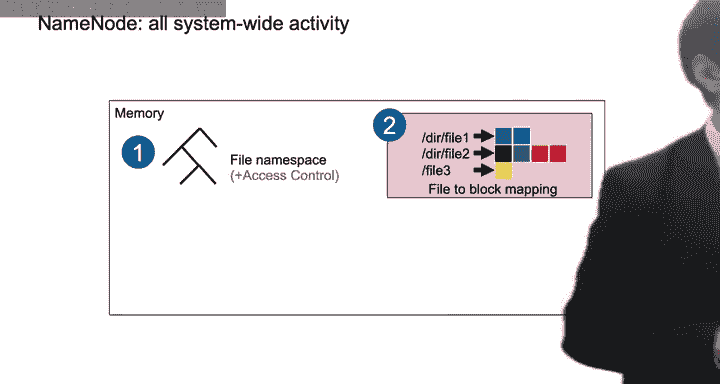 NameNode: all system-wide activity
Memory
1
File namespace
(+Access Control)
2
/dir/file1
/dir/file2
/file3
File to block mapping